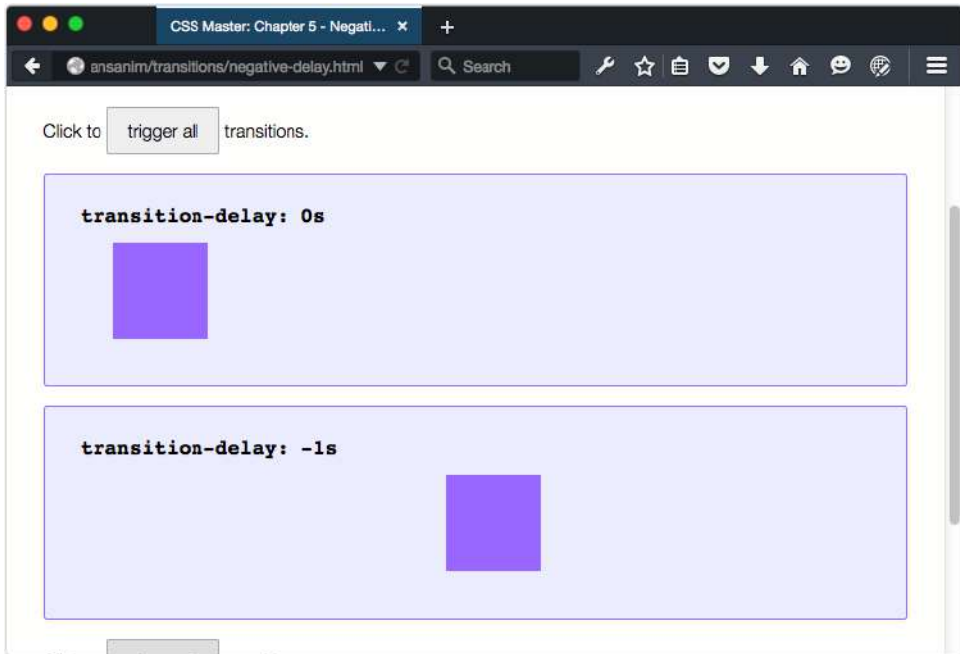 CSS Master: Chapter 5 - Negati...
ansanim/transitions/negative-delay.html
Search
Click to trigger all transitions.
transition-delay: 0s
transition-delay: -1s